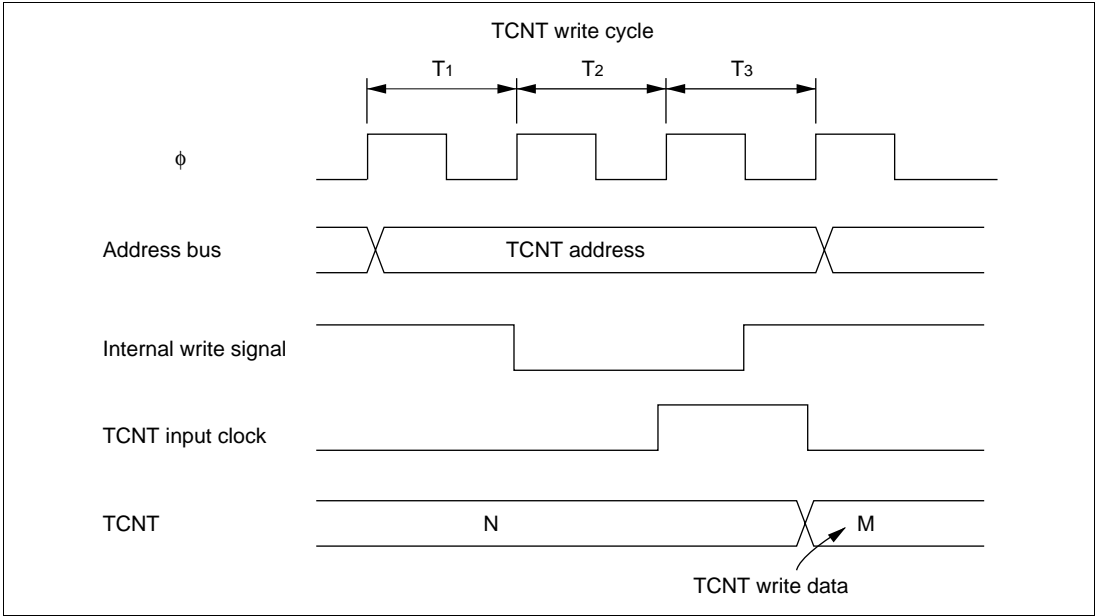 TCNT write cycle
T1 T2 T3
ϕ
Address bus TCNT address
Internal write signal
TCNT input clock
TCNT N M
TCNT write data